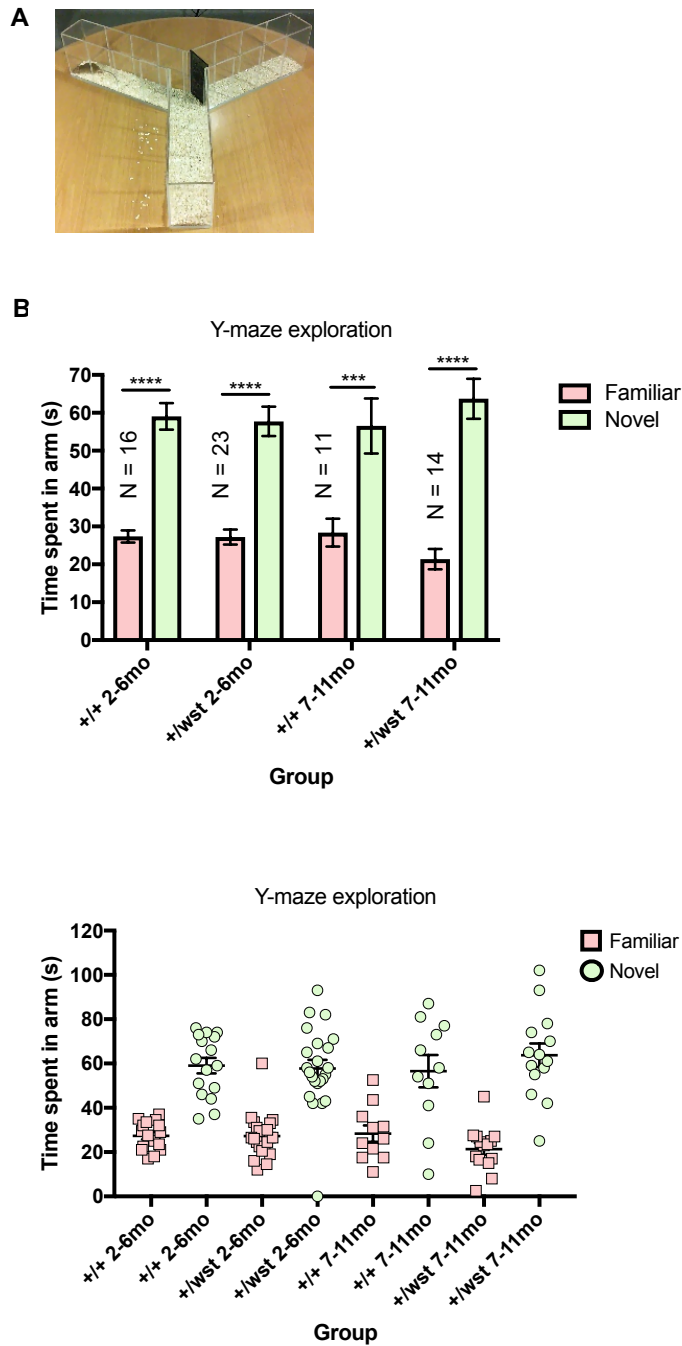 A
B
Y-maze exploration
Time spent in arm (s)
70
60
50
40
30
20
10
0
****
****
***
****
N = 16
N = 23
N = 11
N = 14
Familiar
Novel
+/+ 2-6mo
+/wst 2-6mo
+/+ 7-11mo
+/wst 7-11mo
Group
Y-maze exploration
Time spent in arm (s)
120
100
80
60
40
20
0
Familiar
Novel
+/+ 2-6mo
+/+ 2-6mo
+/wst 2-6mo
+/wst 2-6mo
+/+ 7-11mo
+/+ 7-11mo
+/wst 7-11mo
+/wst 7-11mo
Group